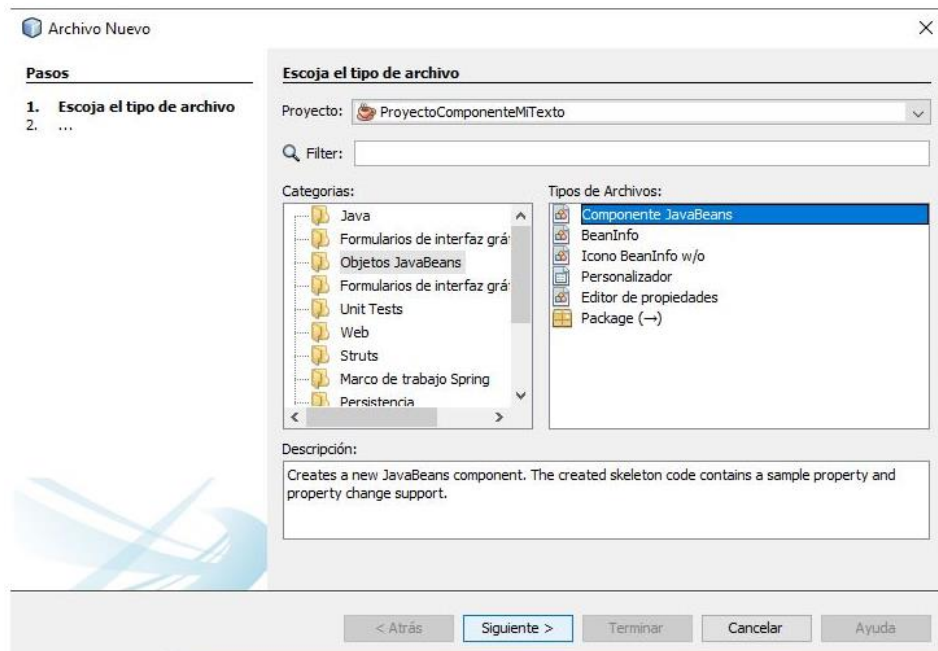 Archivo Nuevo
Pasos
1. Escoja el tipo de archivo
2. ...
Escoja el tipo de archivo
Proyecto: ProyectoComponenteMiTexto
Filter:
Categorias:
Java
Formularios de interfaz grá
Objetos JavaBeans
Formularios de interfaz grá
Unit Tests
Web
Struts
Marco de trabajo Spring
Persistencia
Tipos de Archivos:
Componente JavaBeans
BeanInfo
Icono BeanInfo w/o
Personalizador
Editor de propiedades
Package (→)
Descripción:
Creates a new JavaBeans component. The created skeleton code contains a sample property and
property change support.
< Atrás
Siguiente >
Terminar
Cancelar
Ayuda